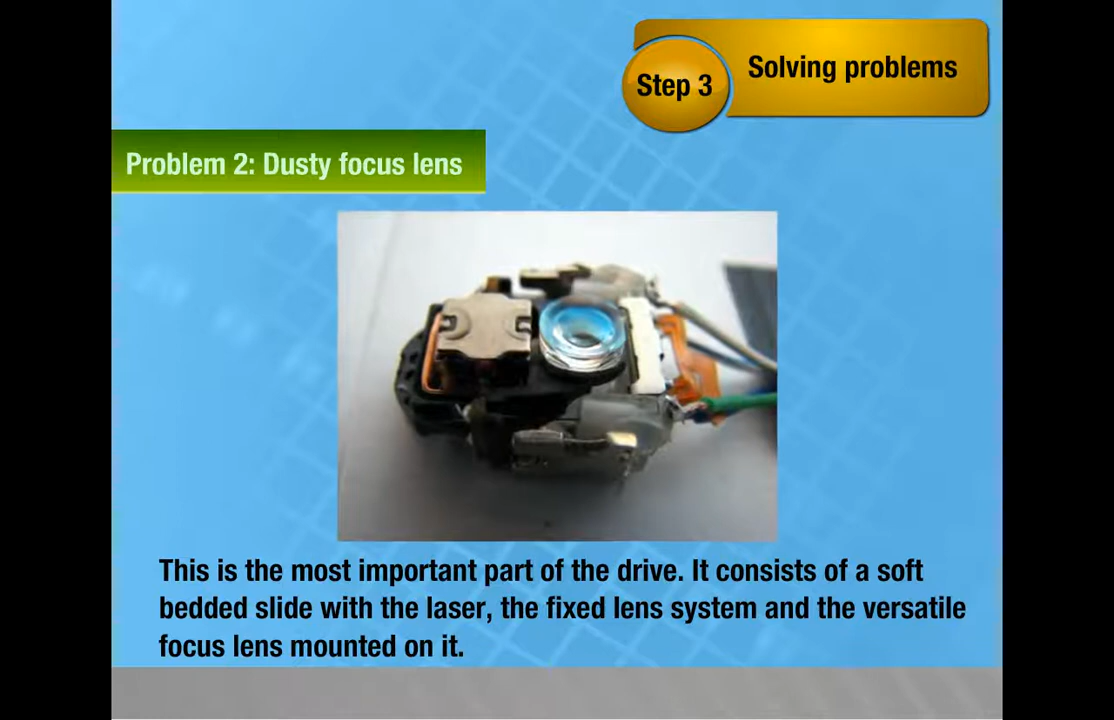 Step 3
Solving problems
Problem 2: Dusty focus lens
This is the most important part of the drive. It consists of a soft
bedded slide with the laser, the fixed lens system and the versatile
focus lens mounted on it.